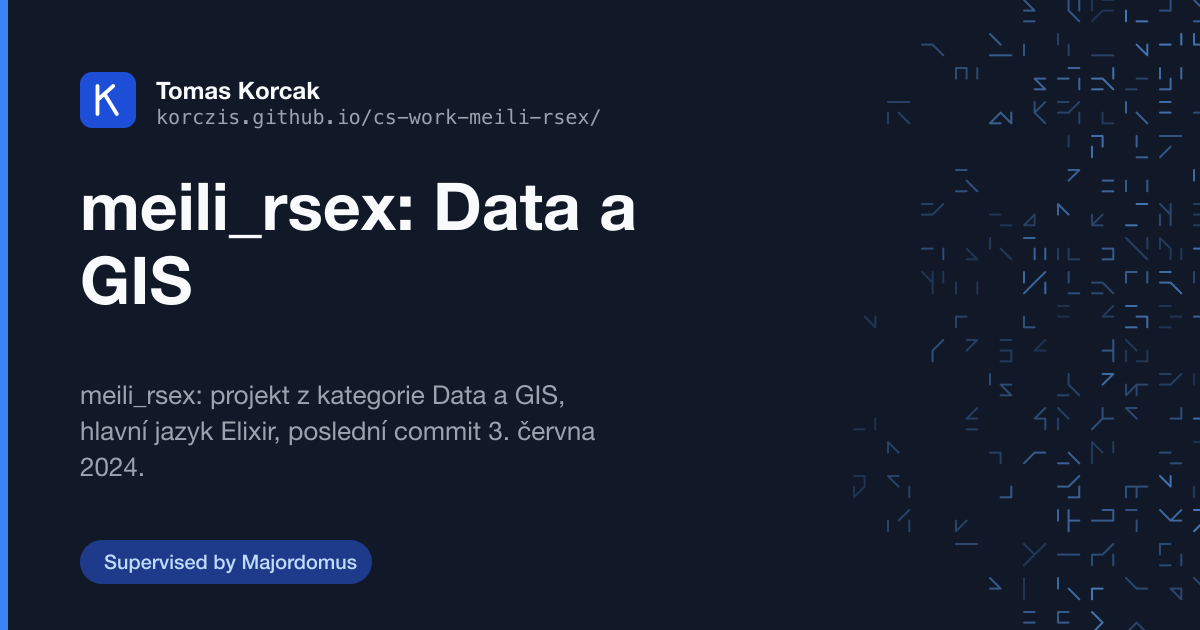 K
Tomas Korcak
korczis.github.io/cs-work-meili-rsex/
meili_rsex: Data a
GIS
meili_rsex: projekt z kategorie Data a GIS,
hlavní jazyk Elixir, poslední commit 3. června
2024.
Supervised by Majordomus